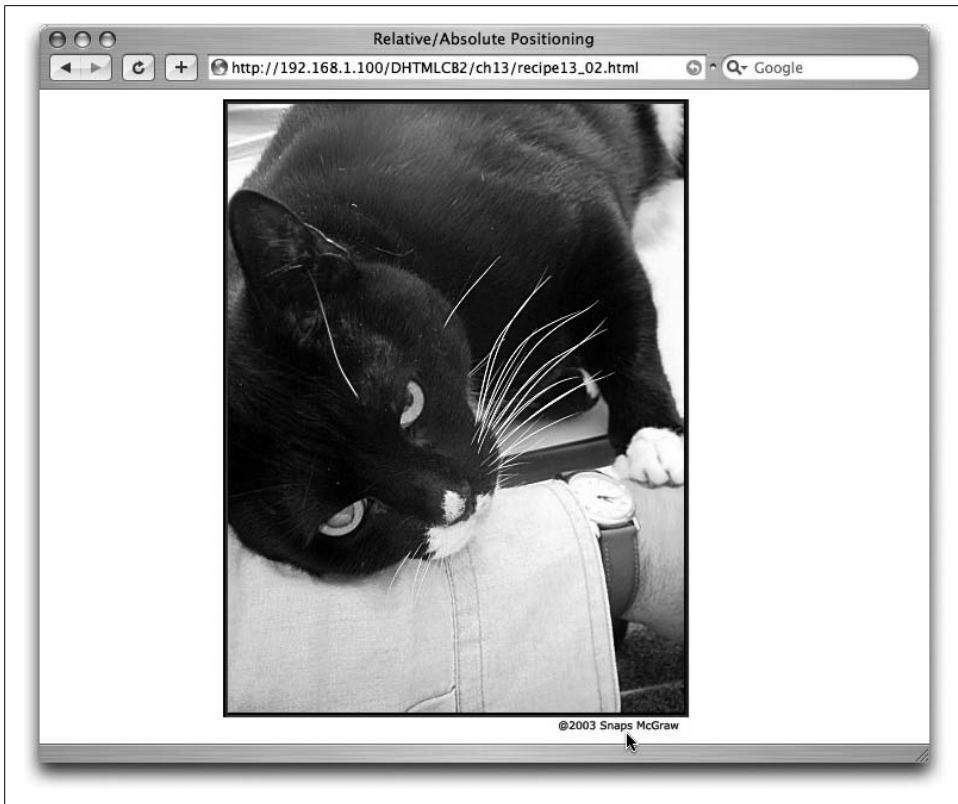 Relative/Absolute Positioning
http://192.168.1.100/DHTMLCB2/ch13/recipe13_02.html
Google
@2003 Snaps McGraw